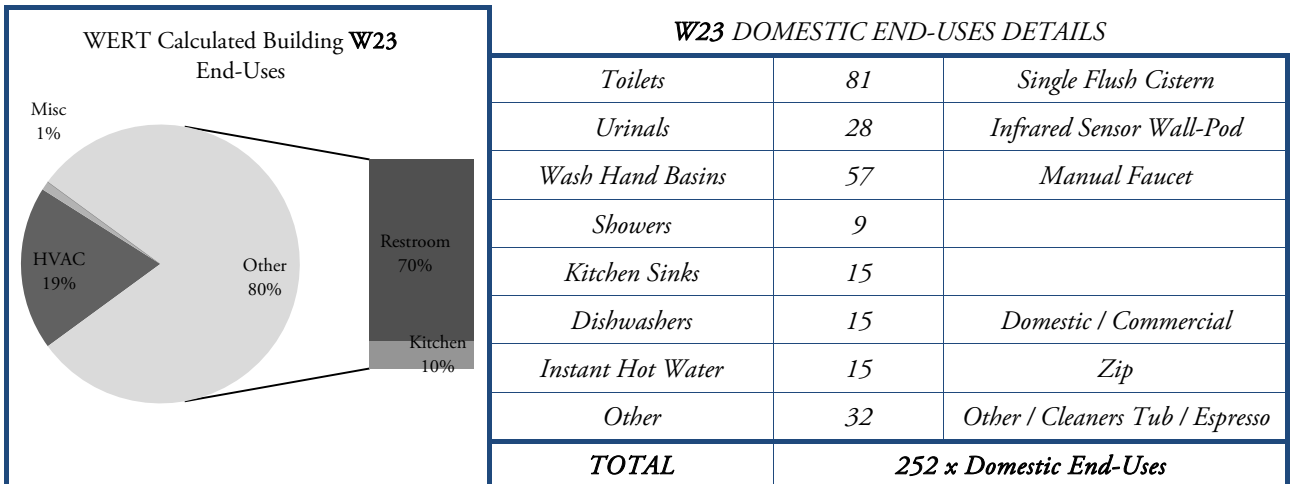 WERT Calculated Building W23
End-Uses
Misc
1%
HVAC
19%
Other
80%
Restroom
70%
Kitchen
10%
W23 DOMESTIC END-USES DETAILS
Toilets 81 Single Flush Cistern
Urinals 28 Infrared Sensor Wall-Pod
Wash Hand Basins 57 Manual Faucet
Showers 9
Kitchen Sinks 15
Dishwashers 15 Domestic / Commercial
Instant Hot Water 15 Zip
Other 32 Other / Cleaners Tub / Espresso
TOTAL 252 x Domestic End-Uses